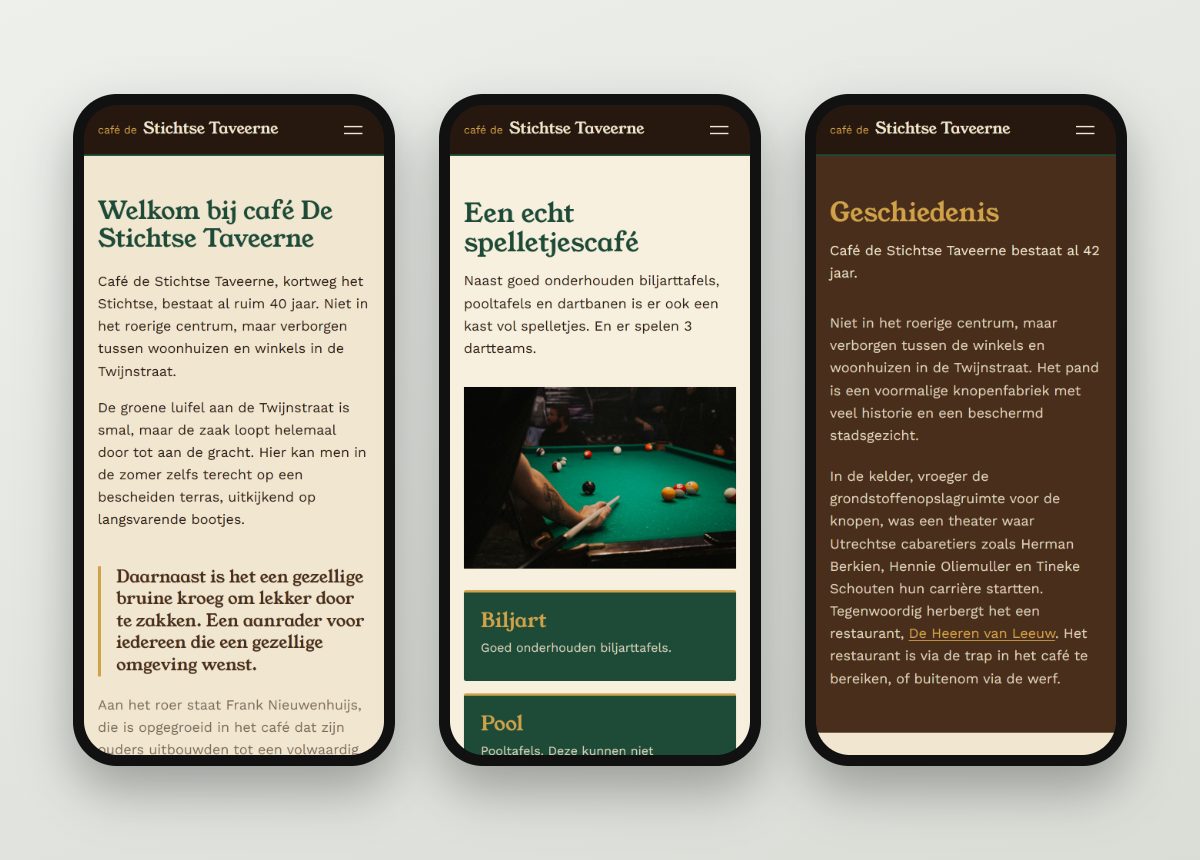 café de Stichtse Taveerne
Welkom bij café De
Stichtse Taveerne
Café de Stichtse Taveerne, kortweg het
Stichtse, bestaat al ruim 40 jaar. Niet in
het roerige centrum, maar verborgen
tussen woonhuizen en winkels in de
Twijnstraat.
De groene luifel aan de Twijnstraat is
smal, maar de zaak loopt helemaal
door tot aan de gracht. Hier kan men in
de zomer zelfs terecht op een
bescheiden terras, uitkijkend op
langsvarende bootjes.
Daarnaast is het een gezellige
bruine kroeg om lekker door
te zakken. Een aanrader voor
iedereen die een gezellige
omgeving wenst.
Aan het roer staat Frank Nieuwenhuijs,
die is opgegroeid in het café dat zijn
ouders uitbouwden tot een volwaardig
café de Stichtse Taveerne
Een echt
spelletjescafé
Naast goed onderhouden biljarttafels,
pooltafels en dartbanen is er ook een
kast vol spelletjes. En er spelen 3
dartteams.
Biljart
Goed onderhouden biljarttafels.
Pool
Pooltafels. Deze kunnen niet
café de Stichtse Taveerne
Geschiedenis
Café de Stichtse Taveerne bestaat al 42
jaar.
Niet in het roerige centrum, maar
verborgen tussen de winkels en
woonhuizen in de Twijnstraat. Het pand
is een voormalige knopenfabriek met
veel historie en een beschermd
stadsgezicht.
In de kelder, vroeger de
grondstoffenopslagruimte voor de
knopen, was een theater waar
Utrechtse cabaretiers zoals Herman
Berkien, Hennie Oliemuller en Tineke
Schouten hun carrière startten.
Tegenwoordig herbergt het een
restaurant, De Heeren van Leeuw. Het
restaurant is via de trap in het café te
bereiken, of buitenom via de werf.